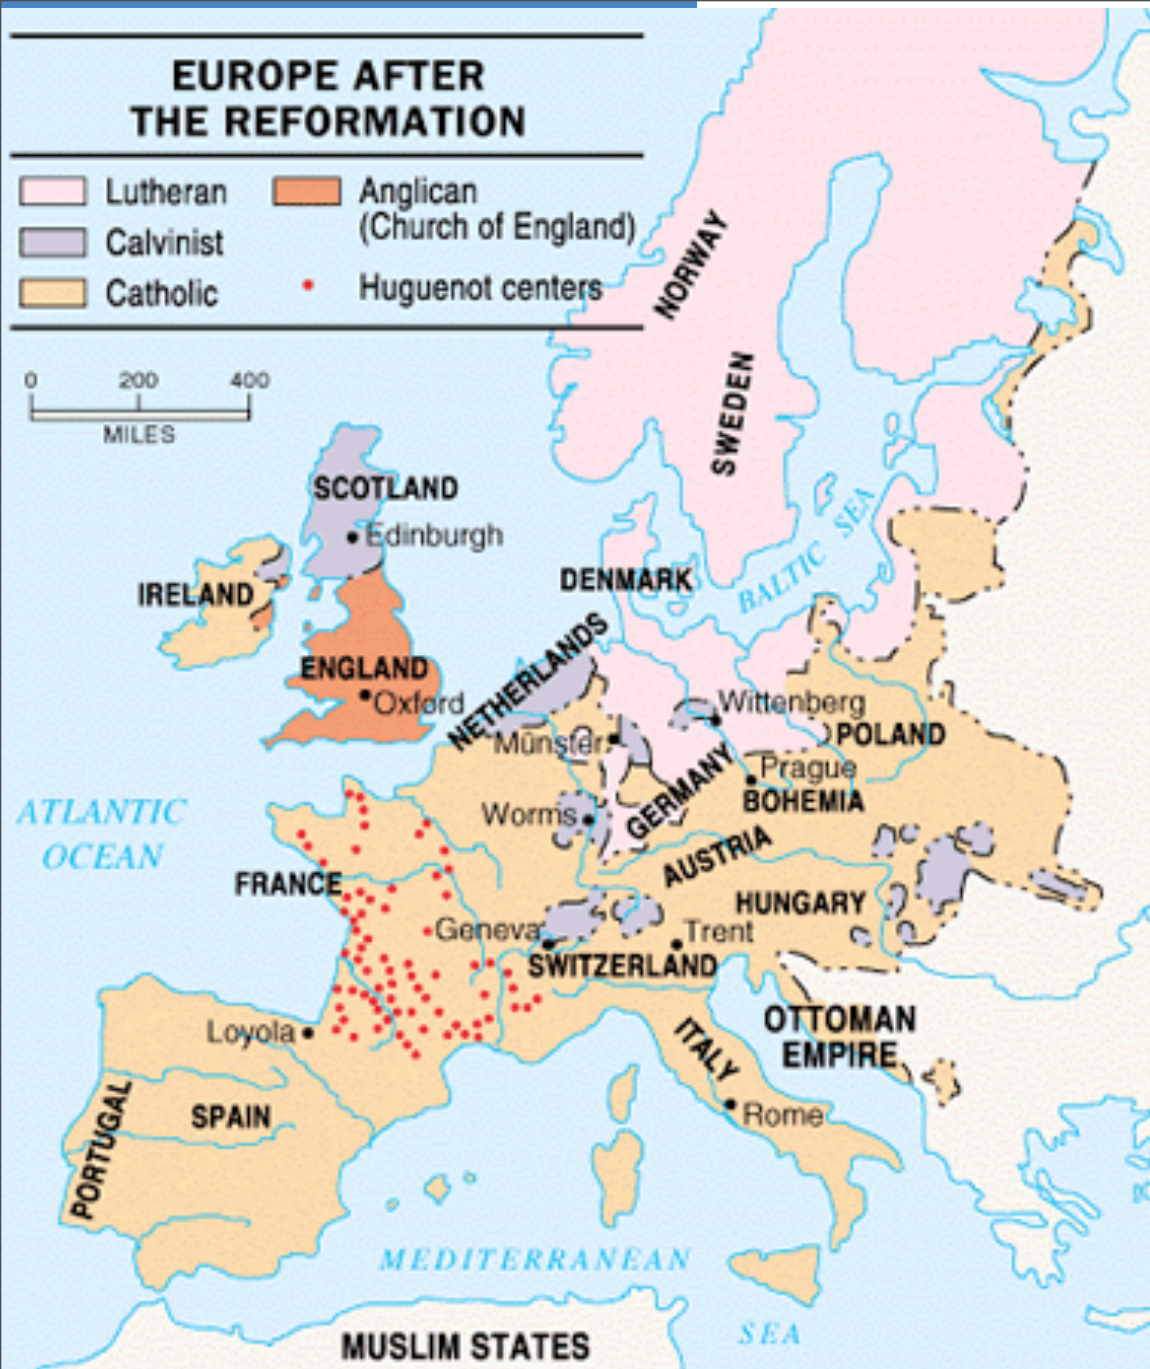 EUROPE AFTER
THE REFORMATION
Lutheran
Anglican
(Church of England)
Calvinist
Catholic
Huguenot centers
0 200 400
MILES
NORWAY
SWEDEN
SCOTLAND
Edinburgh
IRELAND
DENMARK
BALTIC SEA
ENGLAND
Oxford
NETHERLANDS
Münster
Wittenberg
POLAND
GERMANY
Prague
BOHEMIA
Worms
ATLANTIC
OCEAN
AUSTRIA
FRANCE
HUNGARY
Geneva
Trent
SWITZERLAND
Loyola
OTTOMAN
EMPIRE
ITALY
PORTUGAL
SPAIN
Rome
MEDITERRANEAN
SEA
MUSLIM STATES